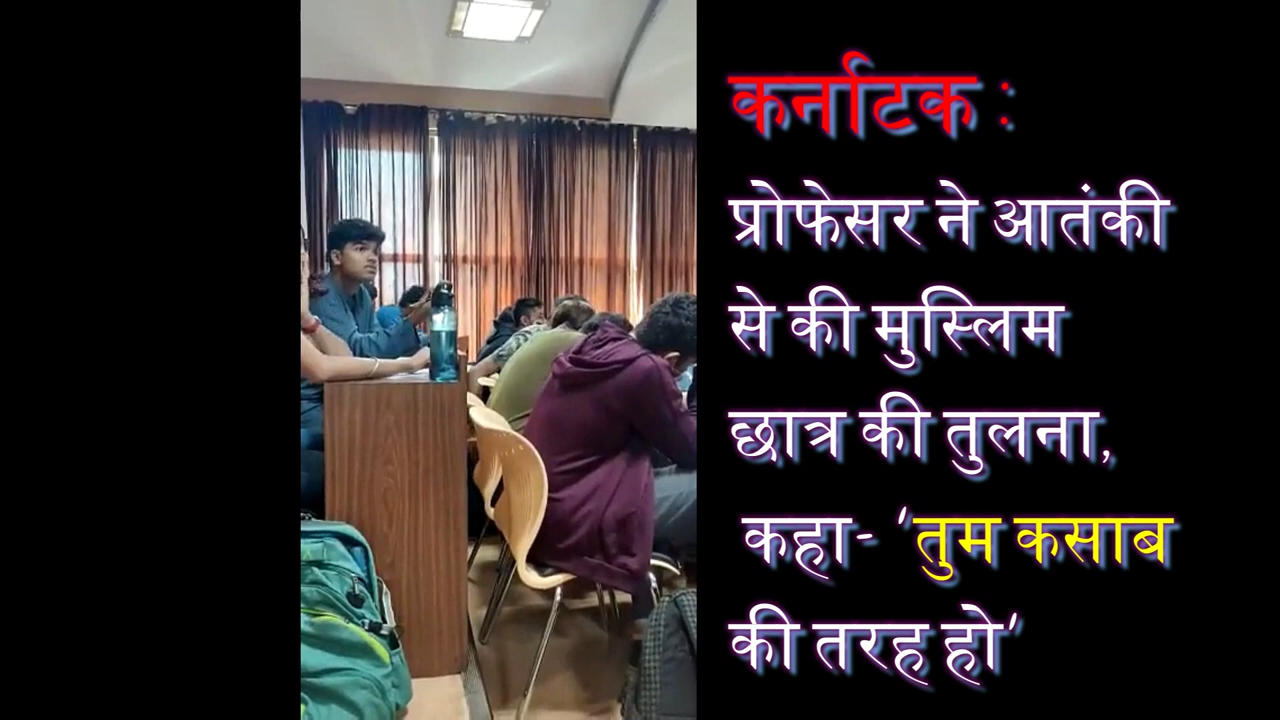 कर्नाटक :
प्रोफेसर ने आतंकी
से की मुस्लिम
छात्र की तुलना,
कहा- 'तुम कसाब
की तरह हो'